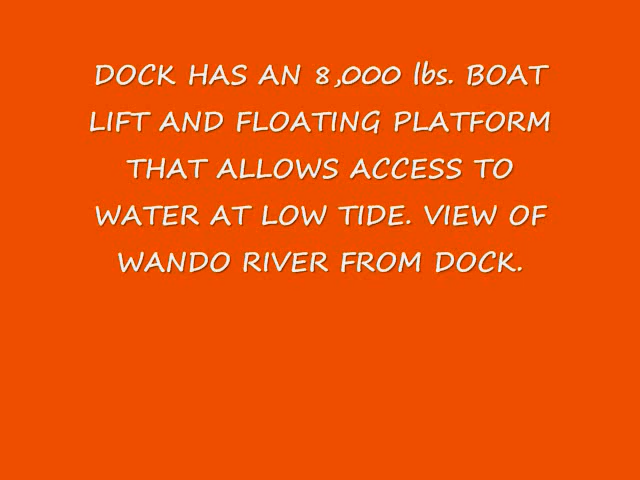 DOCK HAS AN 8,000 lbs. BOAT
LIFT AND FLOATING PLATFORM
THAT ALLOWS ACCESS TO
WATER AT LOW TIDE. VIEW OF
WANDO RIVER FROM DOCK.